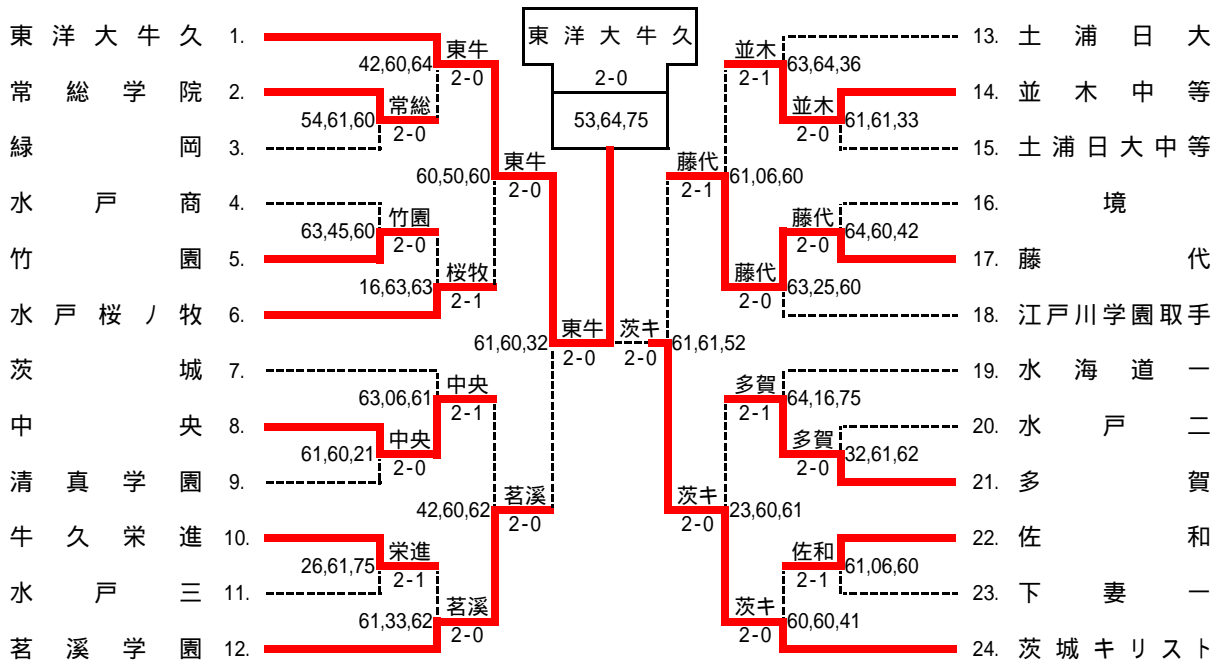 東洋大牛久 1.
常総学院 2.
緑岡 3.
水戸商 4.
竹園 5.
水戸桜ノ牧 6.
茨城 7.
中央 8.
清真学園 9.
牛久栄進 10.
水戸三 11.
茗溪学園 12.
東牛
42,60,64
2-0
常総
54,61,60
2-0
竹園
63,45,60
2-0
桜牧
16,63,63
2-1
東牛
60,50,60
2-0
中央
63,06,61
2-1
中央
61,60,21
2-0
栄進
26,61,75
2-1
茗溪
61,33,62
2-0
茗溪
42,60,62
2-0
東牛
61,60,32
2-0
東洋大牛久
2-0
53,64,75
茨キ
61,61,52
2-0
藤代
61,06,60
2-1
並木
63,64,36
2-1
並木
61,61,33
2-0
藤代
64,60,42
2-0
藤代
63,25,60
2-0
多賀
64,16,75
2-1
多賀
32,61,62
2-0
茨キ
23,60,61
2-0
佐和
61,06,60
2-1
茨キ
60,60,41
2-0
13. 土浦日大
14. 並木中等
15. 土浦日大中等
16. 境
17. 藤代
18. 江戸川学園取手
19. 水海道一
20. 水戸二
21. 多賀
22. 佐和
23. 下妻一
24. 茨城キリスト